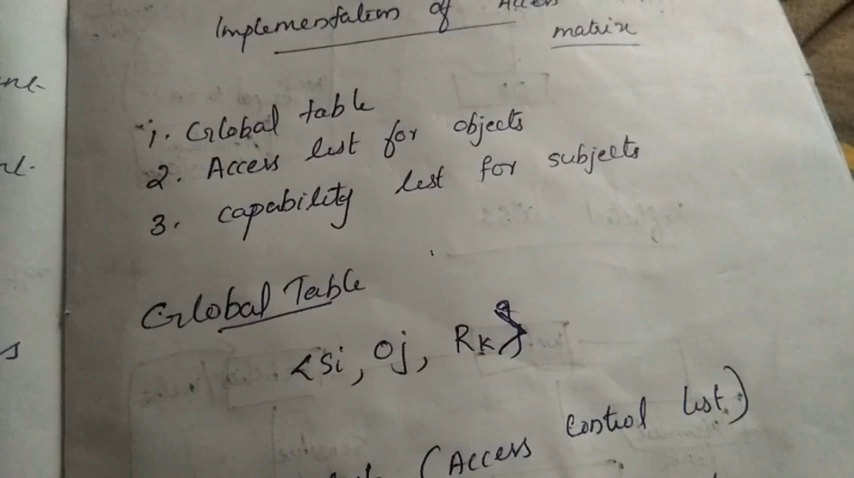 Implementation of Access
matrix
1. Global table
2. Access list for objects
3. capability list for subjects
Global Table
<Si, Oj, Rk>
(Access control list)